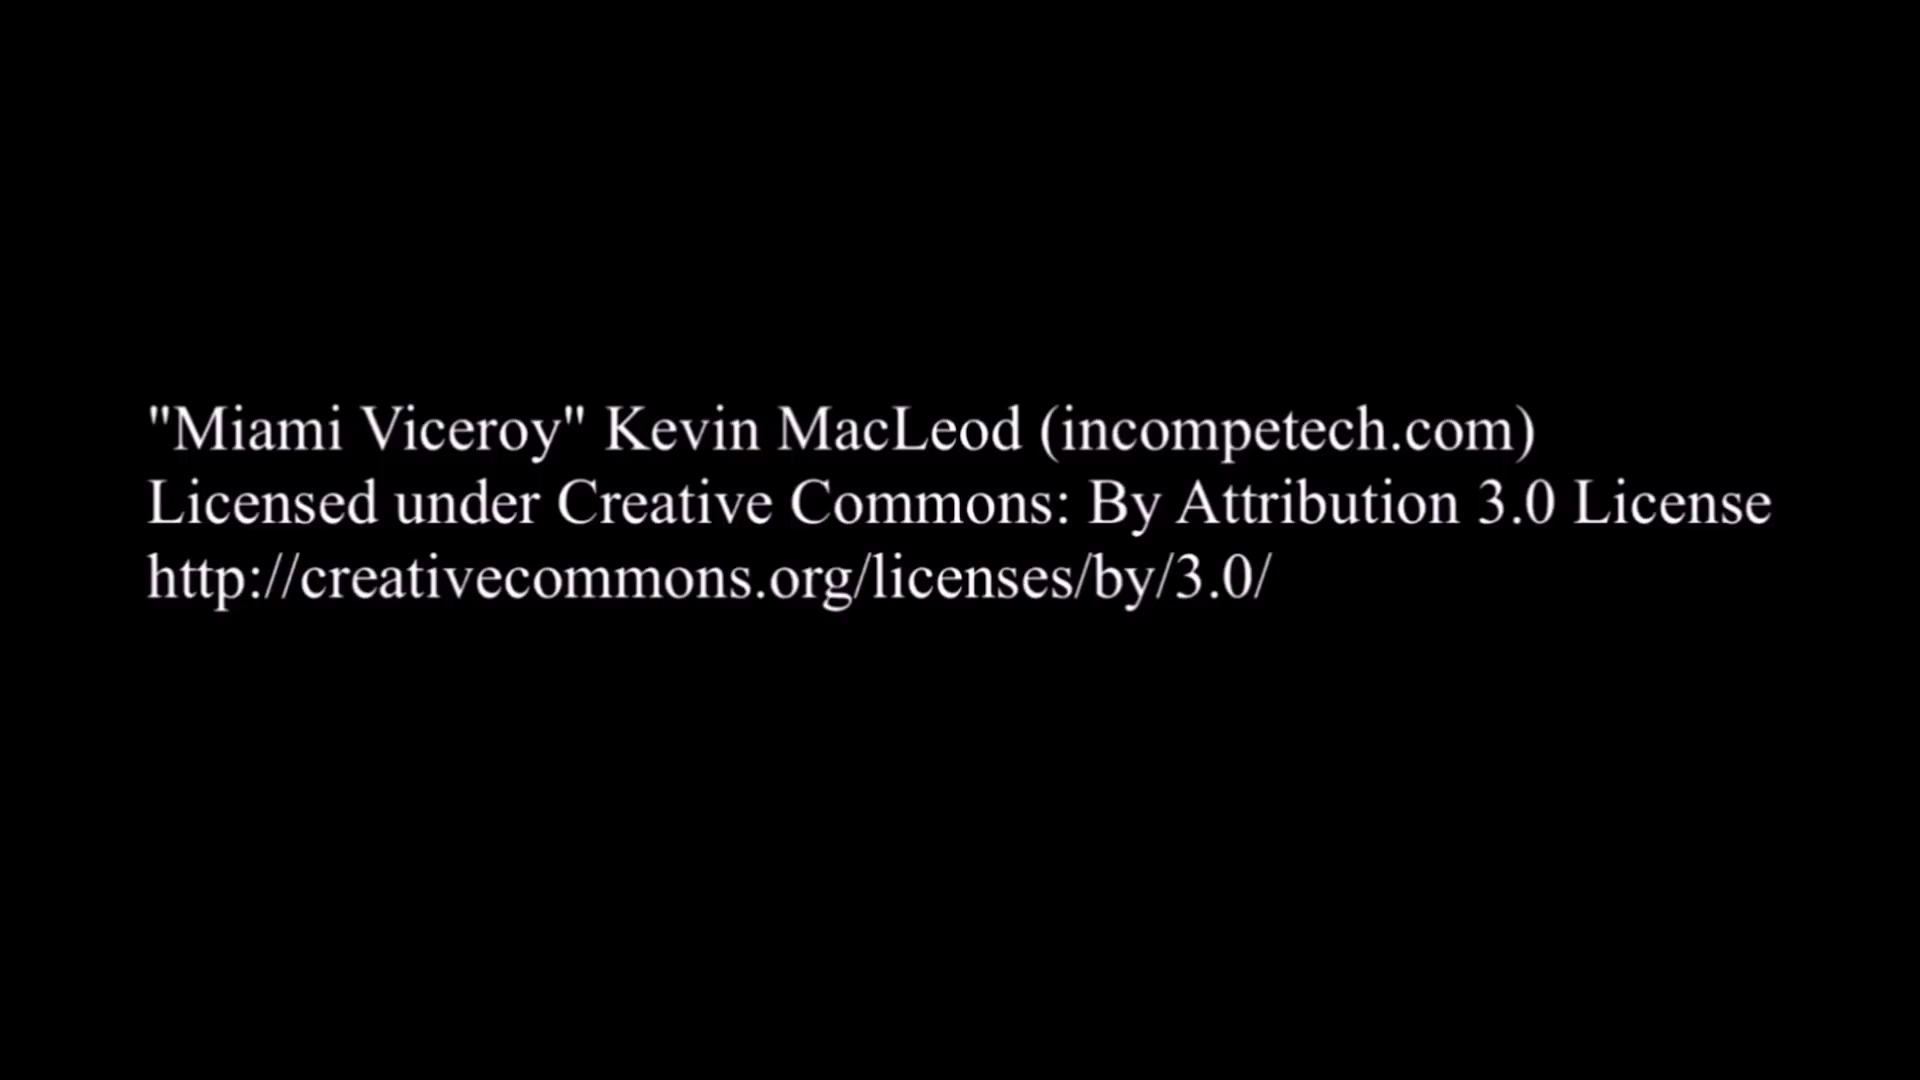 "Miami Viceroy" Kevin MacLeod (incompetech.com)
Licensed under Creative Commons: By Attribution 3.0 License
http://creativecommons.org/licenses/by/3.0/